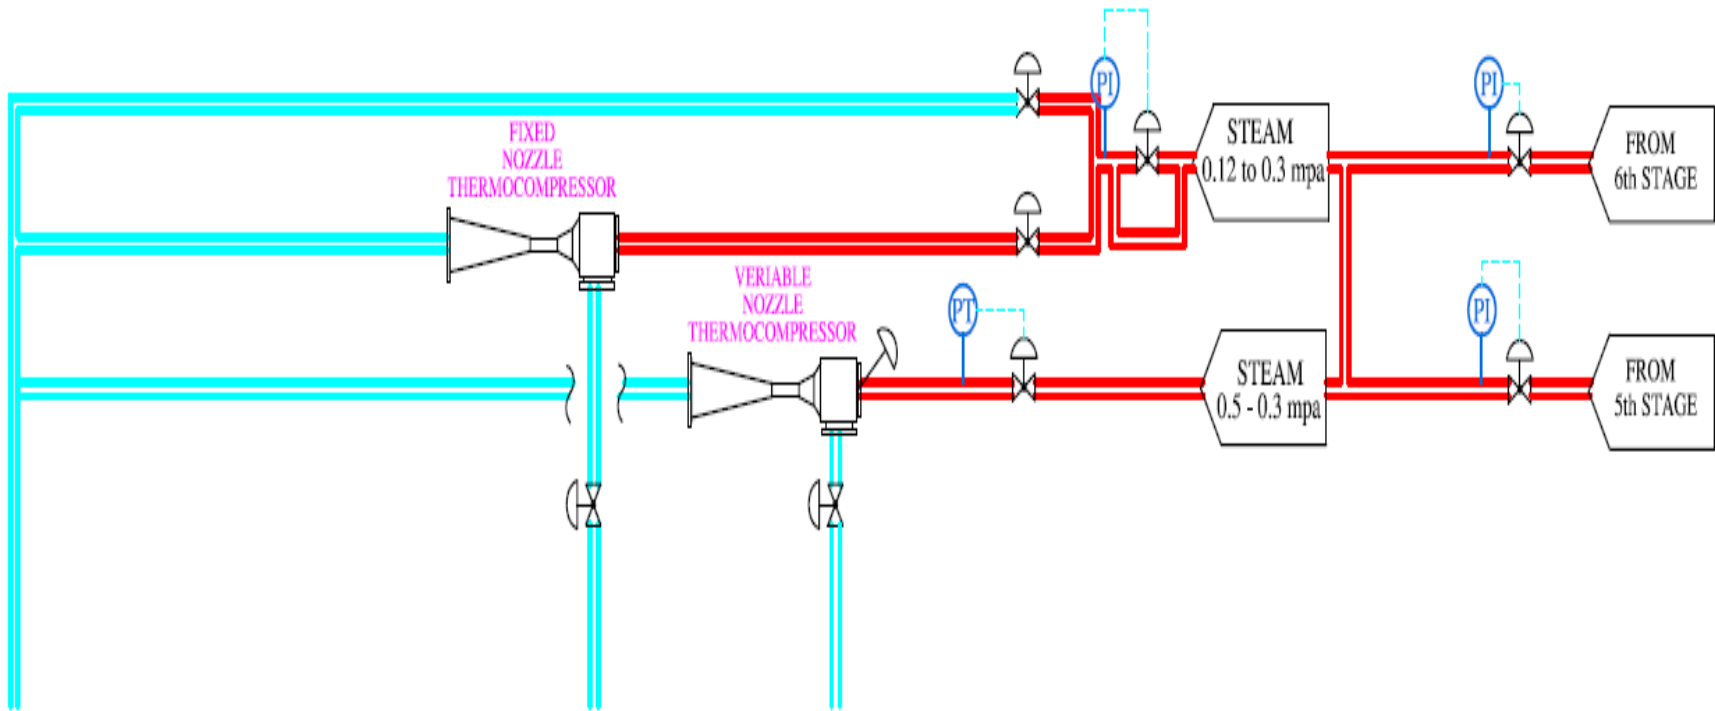 PI
PI
FIXED
NOZZLE
THERMOCOMPRESSOR
STEAM
0.12 to 0.3 mpa
FROM
6th STAGE
VERIABLE
NOZZLE
THERMOCOMPRESSOR
PT
PI
STEAM
0.5 - 0.3 mpa
FROM
5th STAGE